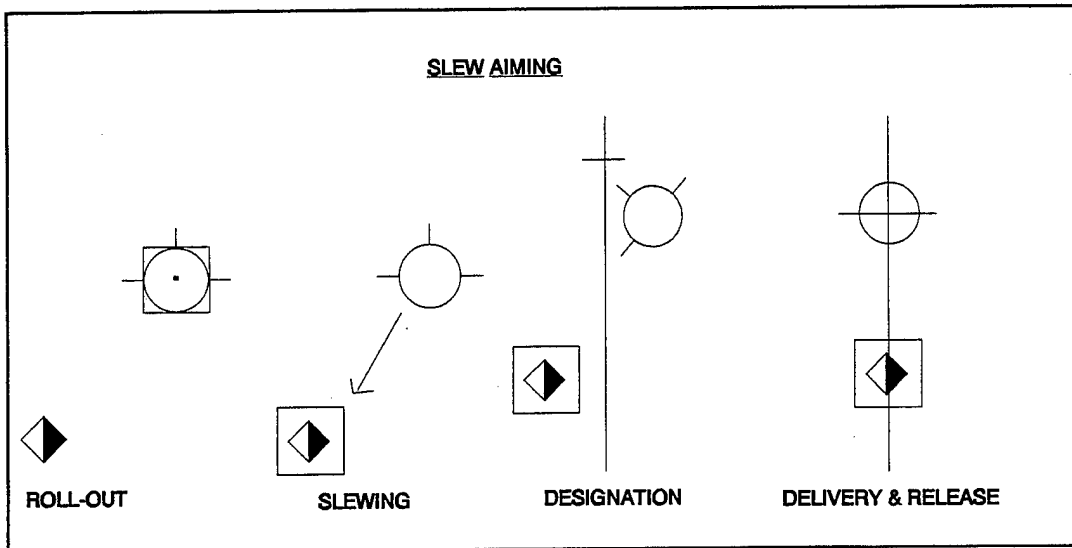 SLEW AIMING
ROLL-OUT
SLEWING
DESIGNATION
DELIVERY & RELEASE